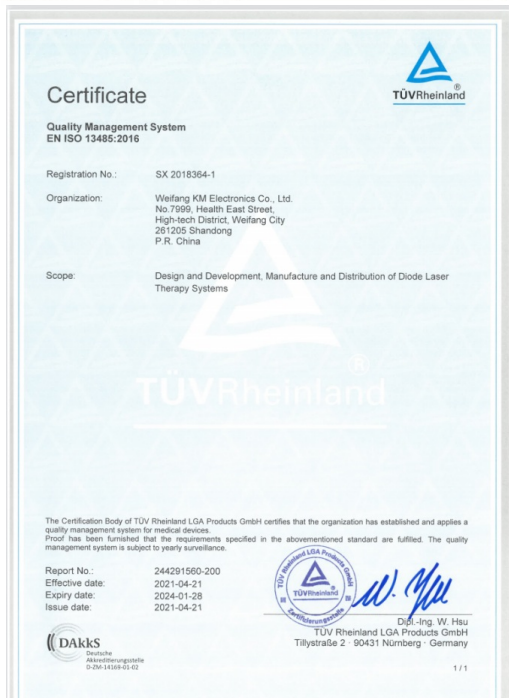 TÜVRheinland
®
Certificate
Quality Management System
EN ISO 13485:2016
Registration No.: SX 2018364-1
Organization: Weifang KM Electronics Co., Ltd.
No.7999, Health East Street,
High-tech District, Weifang City
261205 Shandong
P.R. China
Scope: Design and Development, Manufacture and Distribution of Diode Laser
Therapy Systems
®
TÜVRheinland
The Certification Body of TÜV Rheinland LGA Products GmbH certifies that the organization has established and applies a
quality management system for medical devices.
Proof has been furnished that the requirements specified in the abovementioned standard are fulfilled. The quality
management system is subject to yearly surveillance.
Report No.: 244291560-200
Effective date: 2021-04-21
Expiry date: 2024-01-28
Issue date: 2021-04-21
TÜV Rheinland LGA Products GmbH
TÜVRheinland
Zertifizierungsstelle
Dipl.-Ing. W. Hsu
TÜV Rheinland LGA Products GmbH
Tillystraße 2 · 90431 Nürnberg · Germany
DAkkS
Deutsche
Akkreditierungsstelle
D-ZM-14169-01-02
1 / 1